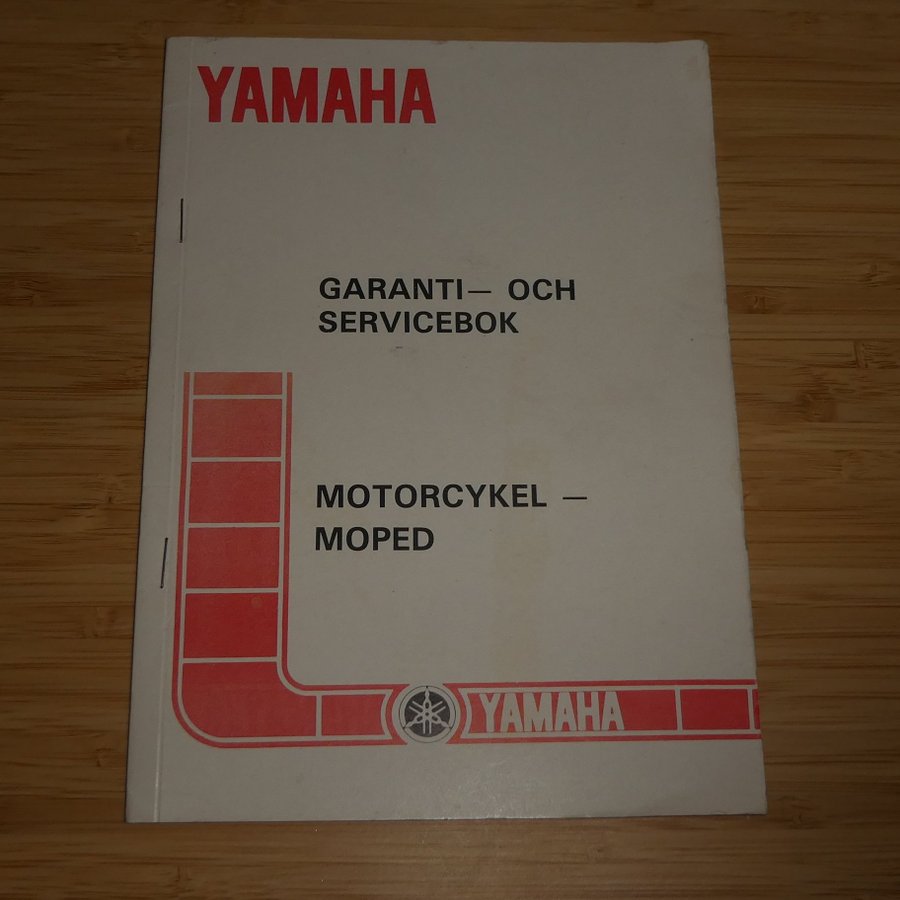 YAMAHA
GARANTI— OCH
SERVICEBOK
MOTORCYKEL —
MOPED
YAMAHA